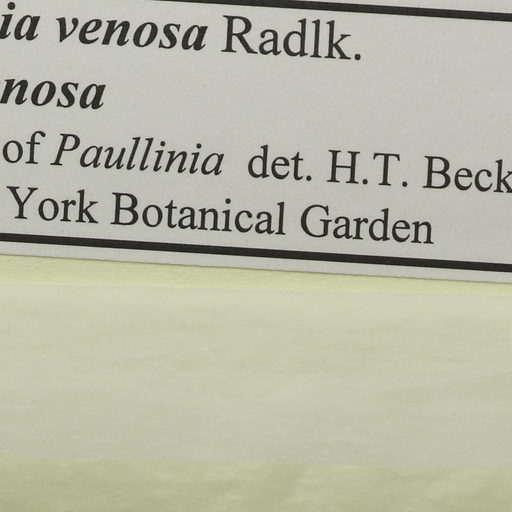 ia venosa Radlk.
nosa
of Paullinia det. H.T. Beck
York Botanical Garden